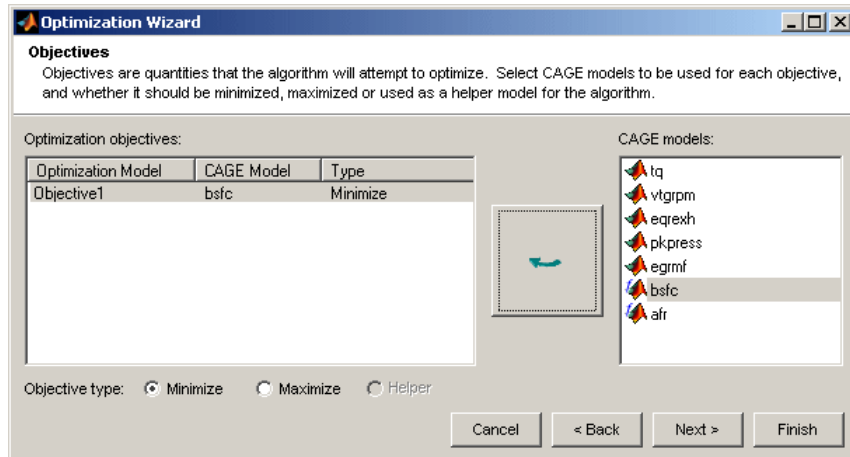 Optimization Wizard
Objectives
Objectives are quantities that the algorithm will attempt to optimize. Select CAGE models to be used for each objective,
and whether it should be minimized, maximized or used as a helper model for the algorithm.
Optimization objectives:
CAGE models:
Optimization Model CAGE Model Type
Objective1 bsfc Minimize
tq
vtgrpm
eqrexh
pkpress
egrmf
bsfc
afr
Objective type: Minimize Maximize Helper
Cancel < Back Next > Finish